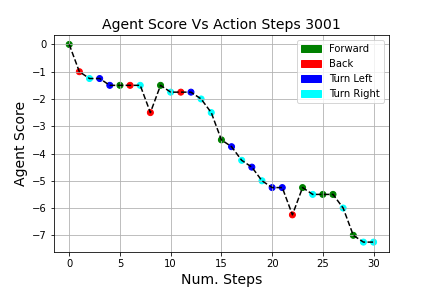 Agent Score Vs Action Steps 3001
Forward
Back
Turn Left
Turn Right
0
−1
−2
−3
−4
−5
−6
−7
Agent Score
0 5 10 15 20 25 30
Num. Steps